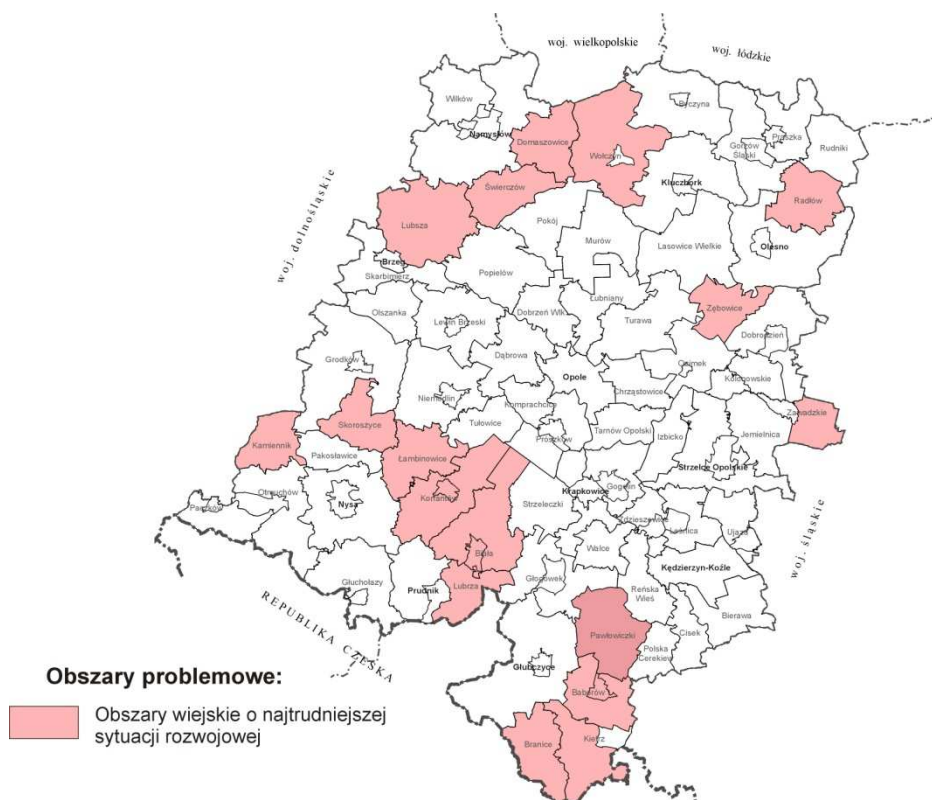 woj. wielkopolskie
woj. łódzkie
Wilków
Byczyna
Namysłów
Praszka
Domaszowice
Gorzów
Śląski
Rudniki
Wołczyn
Kluczbork
Świerczów
Radłów
Lubsza
Pokój
woj. dolnośląskie
Murów
Lasowice Wielkie
Olesno
Brzeg
Skarbimierz
Popielów
Zębowice
Łubniany
Olszanka
Lewin Brzeski
Dobrzeń Wlk.
Turawa
Dobrodzień
Grodków
Dąbrowa
Ozimek
Opole
Kolonowskie
Chrząstowice
Niemodlin
Komprachcice
Zawadzkie
Skoroszyce
Tułowice
Prószków
Tarnów Opolski
Izbicko
Jemielnica
Kamiennik
Pakosławice
Łambinowice
Strzelce Opolskie
Otmuchów
Korfantów
Krapkowice
Gogolin
Paczków
Nysa
Strzeleczki
Zdzieszowice
Leśnica
Ujazd
woj. śląskie
Biała
Walce
Kędzierzyn-Koźle
Głuchołazy
Prudnik
Lubrza
Głogówek
Reńska
Wieś
Bierawa
REPUBLIKA CZESKA
Pawłowiczki
Cisek
Polska
Cerekiew
Głubczyce
Baborów
Branice
Kietrz
Obszary problemowe:
Obszary wiejskie o najtrudniejszej
sytuacji rozwojowej